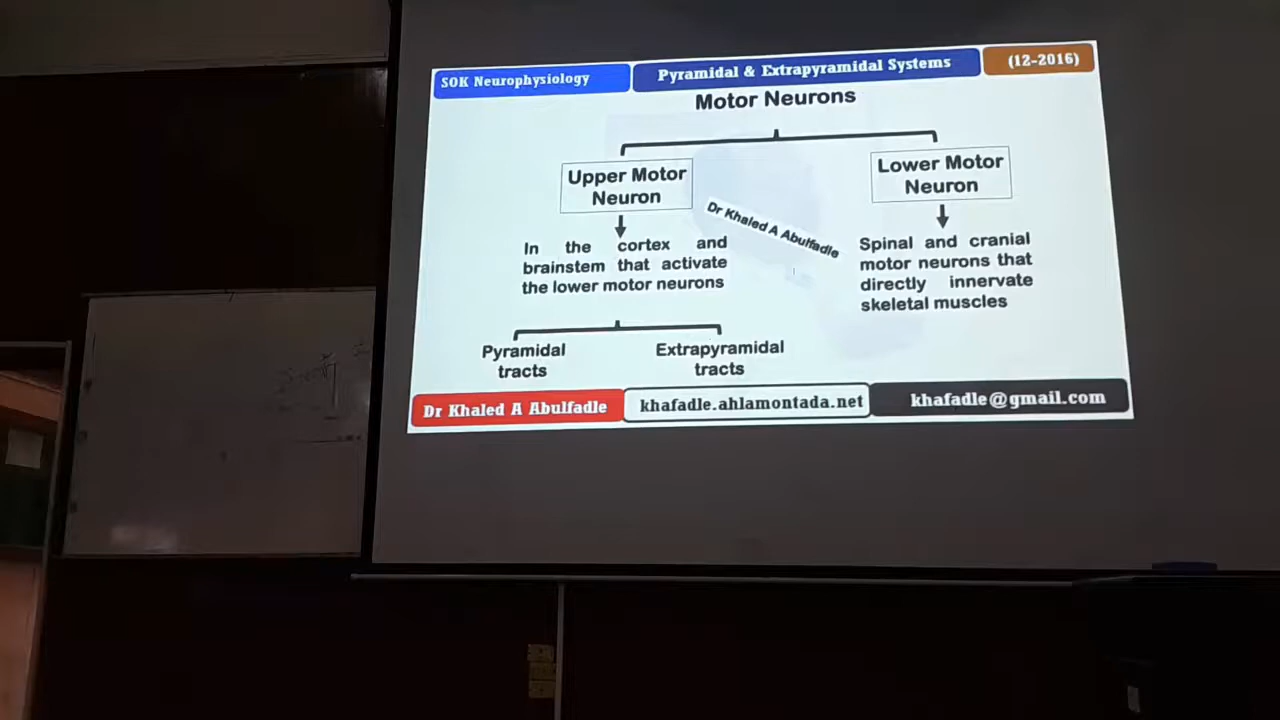 SOK Neurophysiology
Pyramidal & Extrapyramidal Systems
(12-2016)
Motor Neurons
Upper Motor
Neuron
In the cortex and
brainstem that activate
the lower motor neurons
Pyramidal
tracts
Extrapyramidal
tracts
Dr Khaled A Abulfadle
Lower Motor
Neuron
Spinal and cranial
motor neurons that
directly innervate
skeletal muscles
Dr Khaled A Abulfadle
khafadle.ahlamontada.net
khafadle@gmail.com